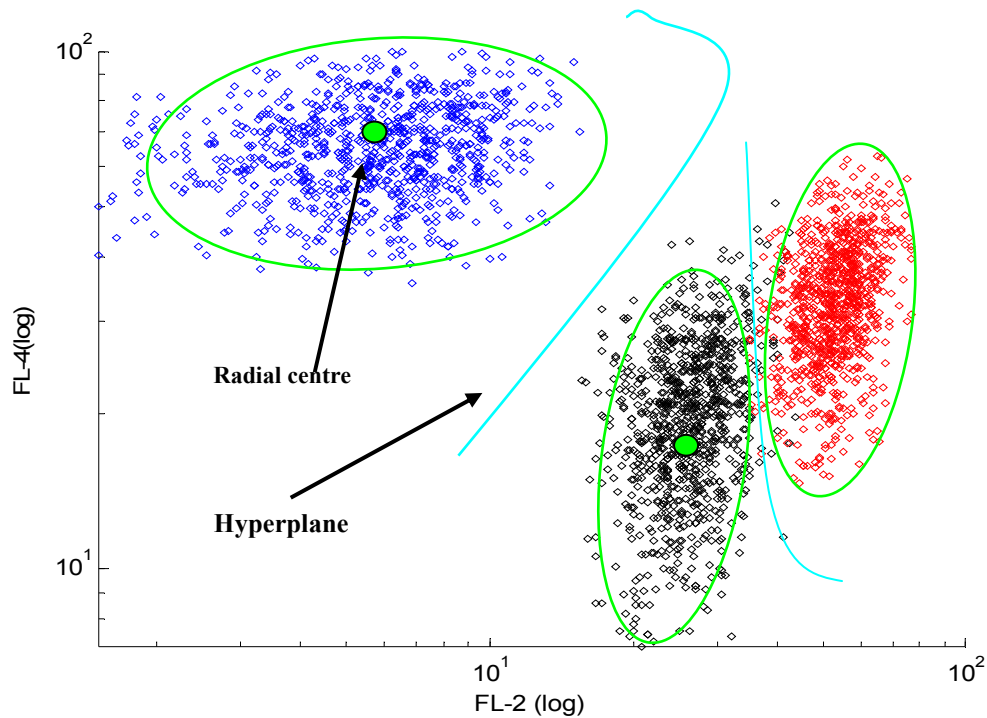 10²
FL-4(log)
Radial centre
Hyperplane
10¹
10¹
10²
FL-2 (log)